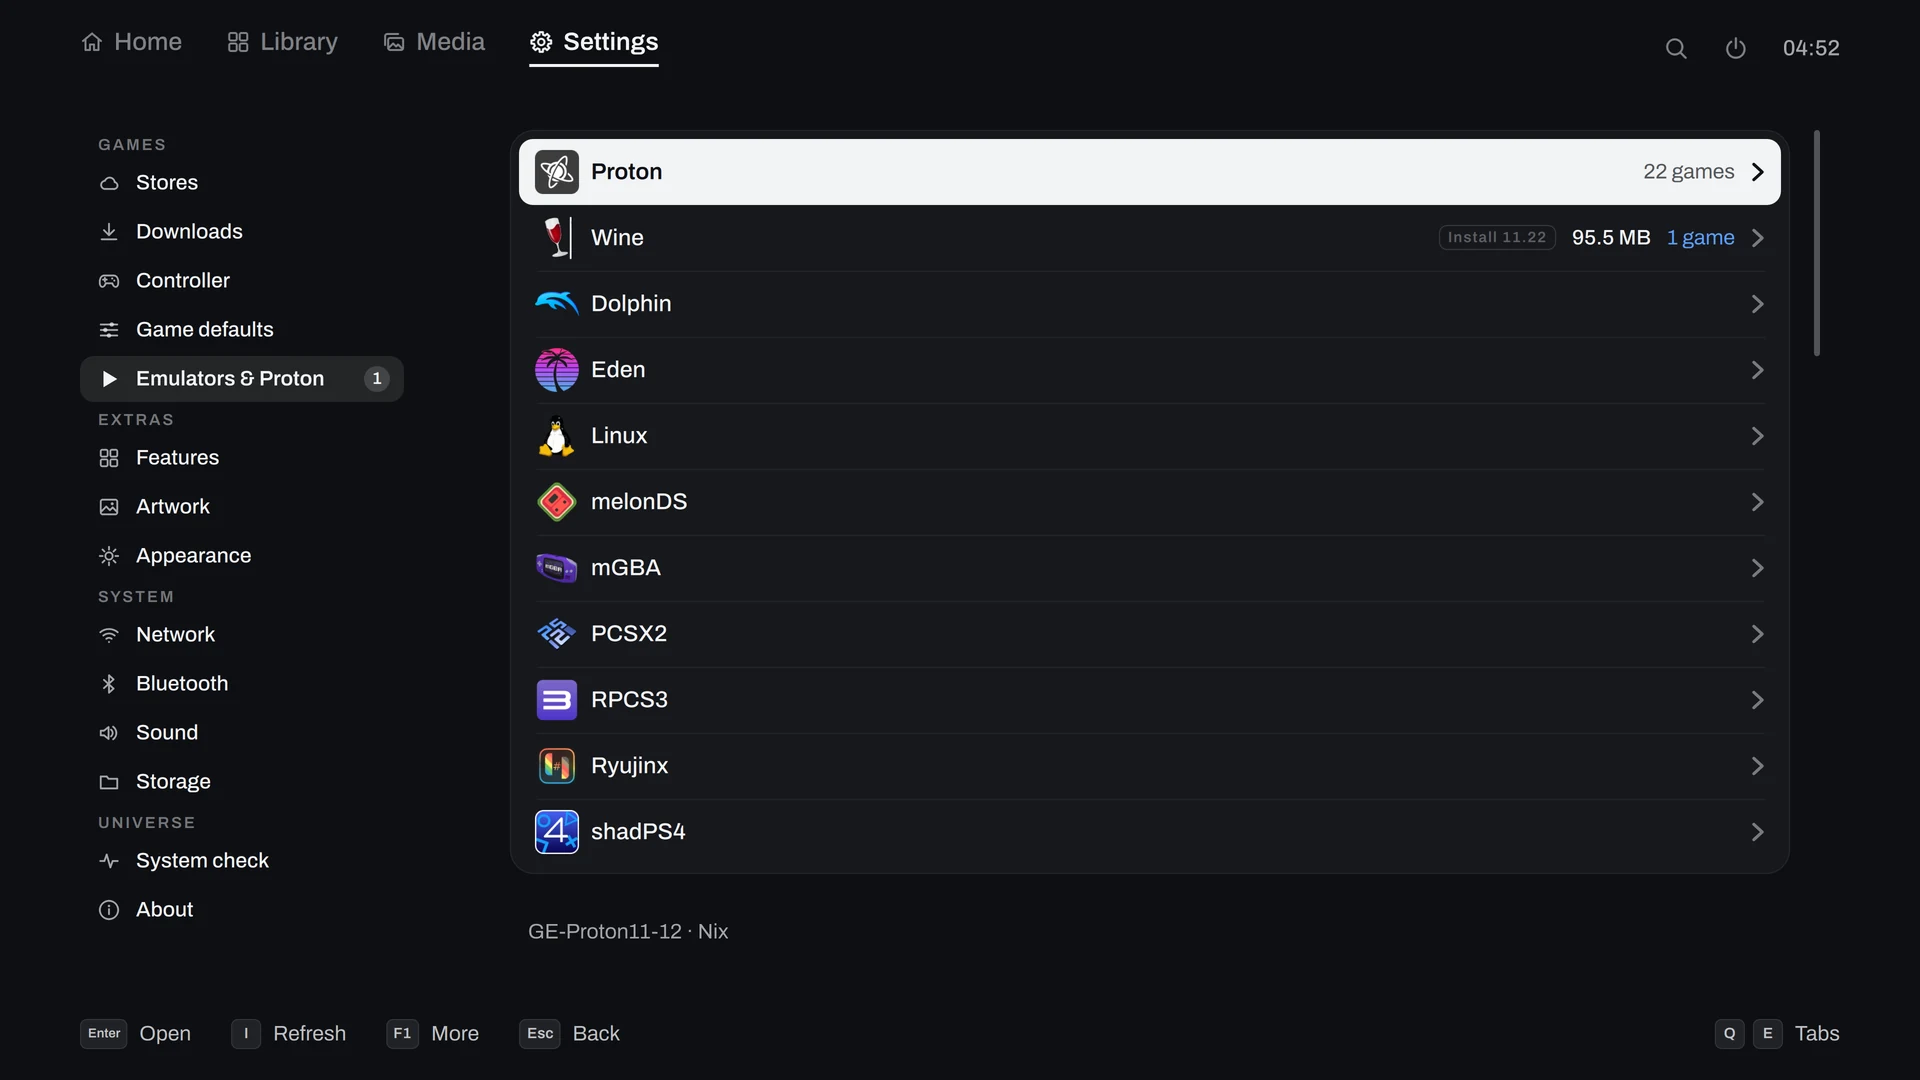 Home Library Media Settings 04:52
GAMES
Stores
Downloads
Controller
Game defaults
Emulators & Proton 1
EXTRAS
Features
Artwork
Appearance
SYSTEM
Network
Bluetooth
Sound
Storage
UNIVERSE
System check
About
Proton 22 games
Wine Install 11.22 95.5 MB 1 game
Dolphin
Eden
Linux
melonDS
mGBA
PCSX2
RPCS3
Ryujinx
shadPS4
GE-Proton11-12 · Nix
Enter Open I Refresh F1 More Esc Back Q E Tabs